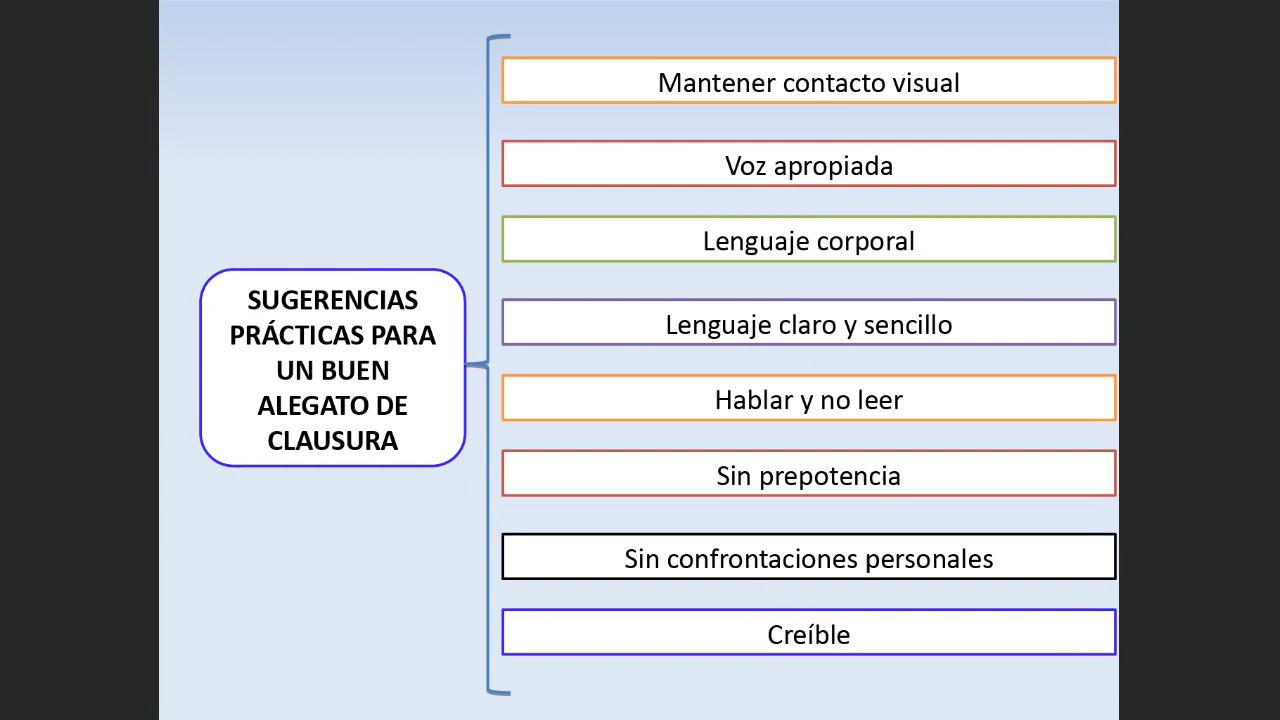 SUGERENCIAS
PRÁCTICAS PARA
UN BUEN
ALEGATO DE
CLAUSURA
Mantener contacto visual
Voz apropiada
Lenguaje corporal
Lenguaje claro y sencillo
Hablar y no leer
Sin prepotencia
Sin confrontaciones personales
Creíble